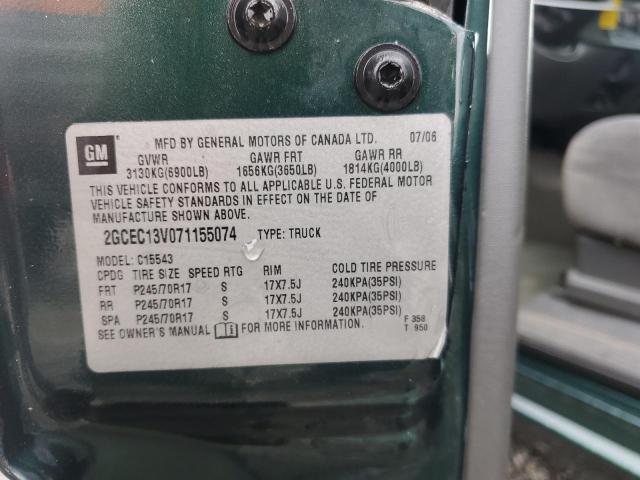 GM
MFD BY GENERAL MOTORS OF CANADA LTD. 07/06
GVWR GAWR FRT GAWR RR
3130KG(6900LB) 1656KG(3650LB) 1814KG(4000LB)
THIS VEHICLE CONFORMS TO ALL APPLICABLE U.S. FEDERAL MOTOR
VEHICLE SAFETY STANDARDS IN EFFECT ON THE DATE OF
MANUFACTURE SHOWN ABOVE.
2GCEC13V071155074 TYPE: TRUCK
MODEL: C15543
CPDG TIRE SIZE SPEED RTG RIM COLD TIRE PRESSURE
FRT P245/70R17 S 17X7.5J 240KPA(35PSI)
RR P245/70R17 S 17X7.5J 240KPA(35PSI)
SPA P245/70R17 S 17X7.5J 240KPA(35PSI)
SEE OWNER'S MANUAL FOR MORE INFORMATION.
F 358
T 950